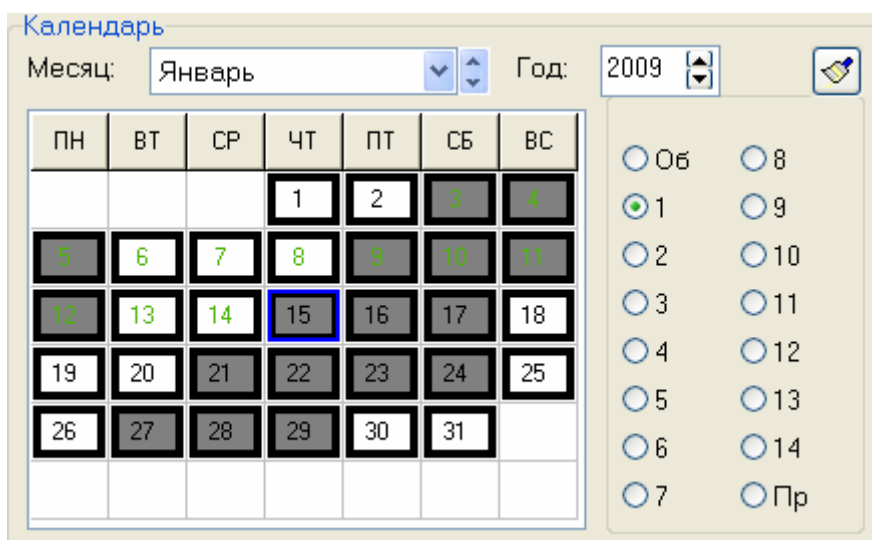 Календарь
Месяц: Январь Год: 2009
ПН ВТ СР ЧТ ПТ СБ ВС
1 2 3 4
5 6 7 8 9 10 11
12 13 14 15 16 17 18
19 20 21 22 23 24 25
26 27 28 29 30 31
Об 8
1 9
2 10
3 11
4 12
5 13
6 14
7 Пр